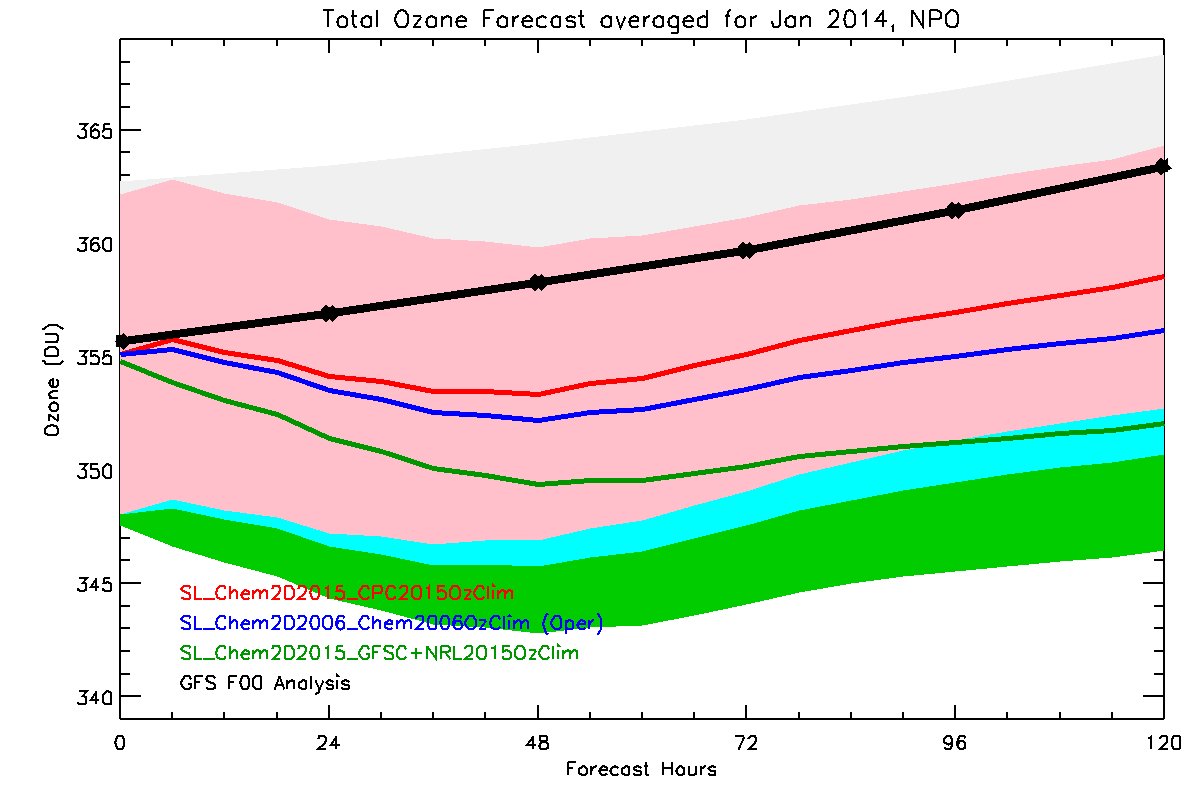 Total Ozone Forecast averaged for Jan 2014, NPO
365
360
355
350
345
340
Ozone (DU)
SL_Chem2D2015_CPC2015OzClim
SL_Chem2D2006_Chem2006OzClim (Oper)
SL_Chem2D2015_GFSC+NRL2015OzClim
GFS F00 Analysis
0 24 48 72 96 120
Forecast Hours